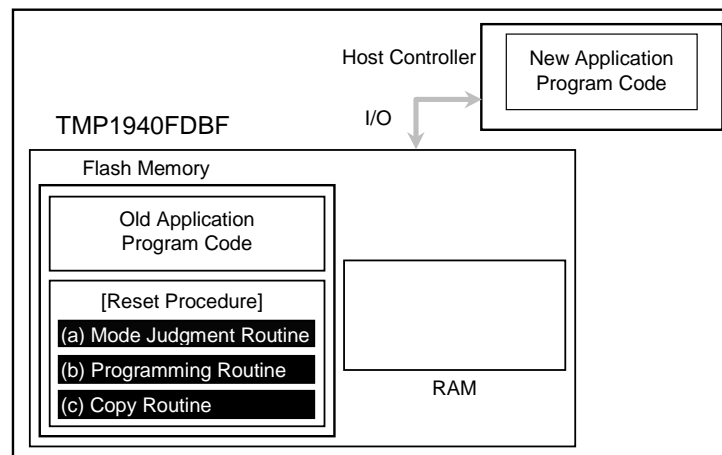 Host Controller
New Application
Program Code
I/O
TMP1940FDBF
Flash Memory
Old Application
Program Code
[Reset Procedure]
(a) Mode Judgment Routine
(b) Programming Routine
(c) Copy Routine
RAM